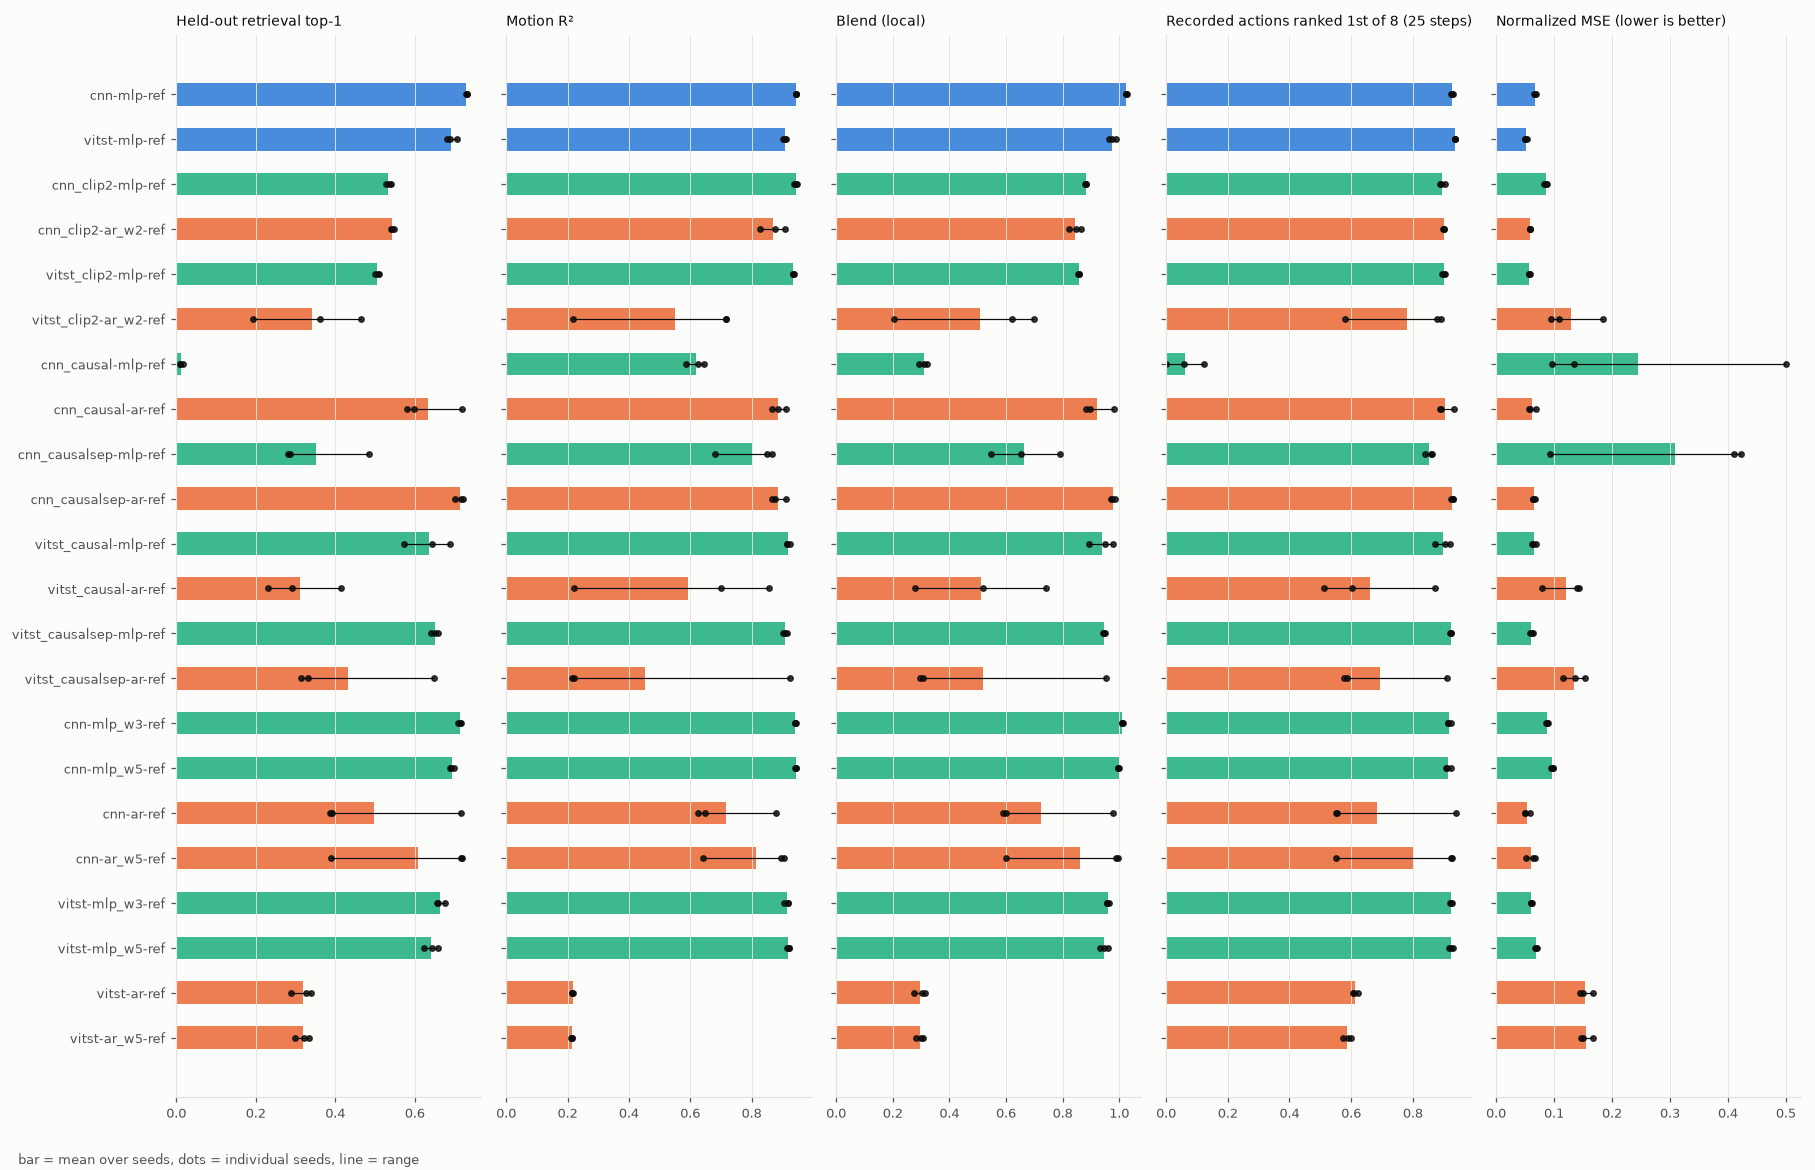 Held-out retrieval top-1
Motion R²
Blend (local)
Recorded actions ranked 1st of 8 (25 steps)
Normalized MSE (lower is better)
cnn-mlp-ref
vitst-mlp-ref
cnn_clip2-mlp-ref
cnn_clip2-ar_w2-ref
vitst_clip2-mlp-ref
vitst_clip2-ar_w2-ref
cnn_causal-mlp-ref
cnn_causal-ar-ref
cnn_causalsep-mlp-ref
cnn_causalsep-ar-ref
vitst_causal-mlp-ref
vitst_causal-ar-ref
vitst_causalsep-mlp-ref
vitst_causalsep-ar-ref
cnn-mlp_w3-ref
cnn-mlp_w5-ref
cnn-ar-ref
cnn-ar_w5-ref
vitst-mlp_w3-ref
vitst-mlp_w5-ref
vitst-ar-ref
vitst-ar_w5-ref
0.0 0.2 0.4 0.6
0.0 0.2 0.4 0.6 0.8
0.0 0.2 0.4 0.6 0.8 1.0
0.0 0.2 0.4 0.6 0.8
0.0 0.1 0.2 0.3 0.4 0.5
bar = mean over seeds, dots = individual seeds, line = range